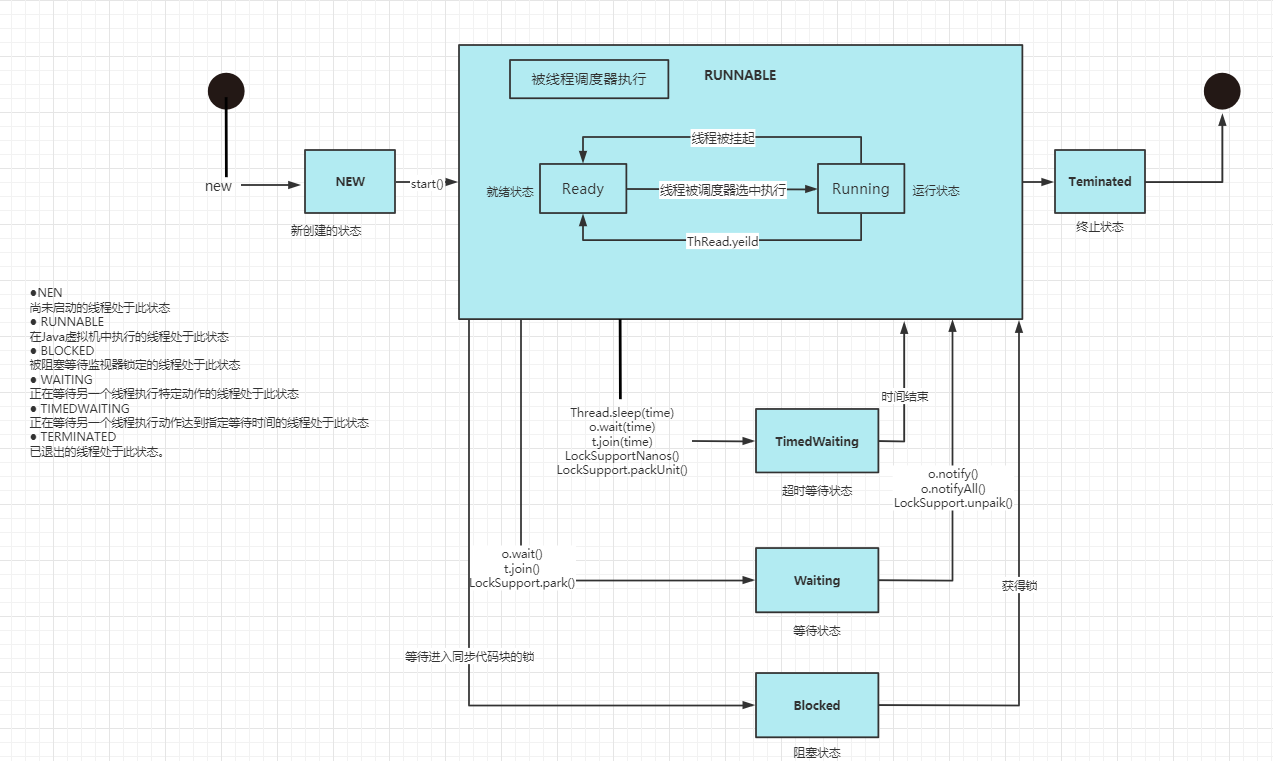 被线程调度器执行
RUNNABLE
线程被挂起
new
NEW
start()
就绪状态
Ready
线程被调度器选中执行
Running
运行状态
Teminated
新创建的状态
终止状态
ThRead.yeild
●NEN
尚未启动的线程处于此状态
● RUNNABLE
在Java虚拟机中执行的线程处于此状态
● BLOCKED
被阻塞等待监视器锁定的线程处于此状态
● WAITING
正在等待另一个线程执行特定动作的线程处于此状态
● TIMEDWAITING
正在等待另一个线程执行动作达到指定等待时间的线程处于此状态
● TERMINATED
已退出的线程处于此状态。
Thread.sleep(time)
o.wait(time)
t.join(time)
LockSupportNanos()
LockSupport.packUnit()
TimedWaiting
超时等待状态
时间结束
o.notify()
o.notifyAll()
LockSupport.unpaik()
o.wait()
t.join()
LockSupport.park()
Waiting
等待状态
获得锁
等待进入同步代码块的锁
Blocked
阻塞状态